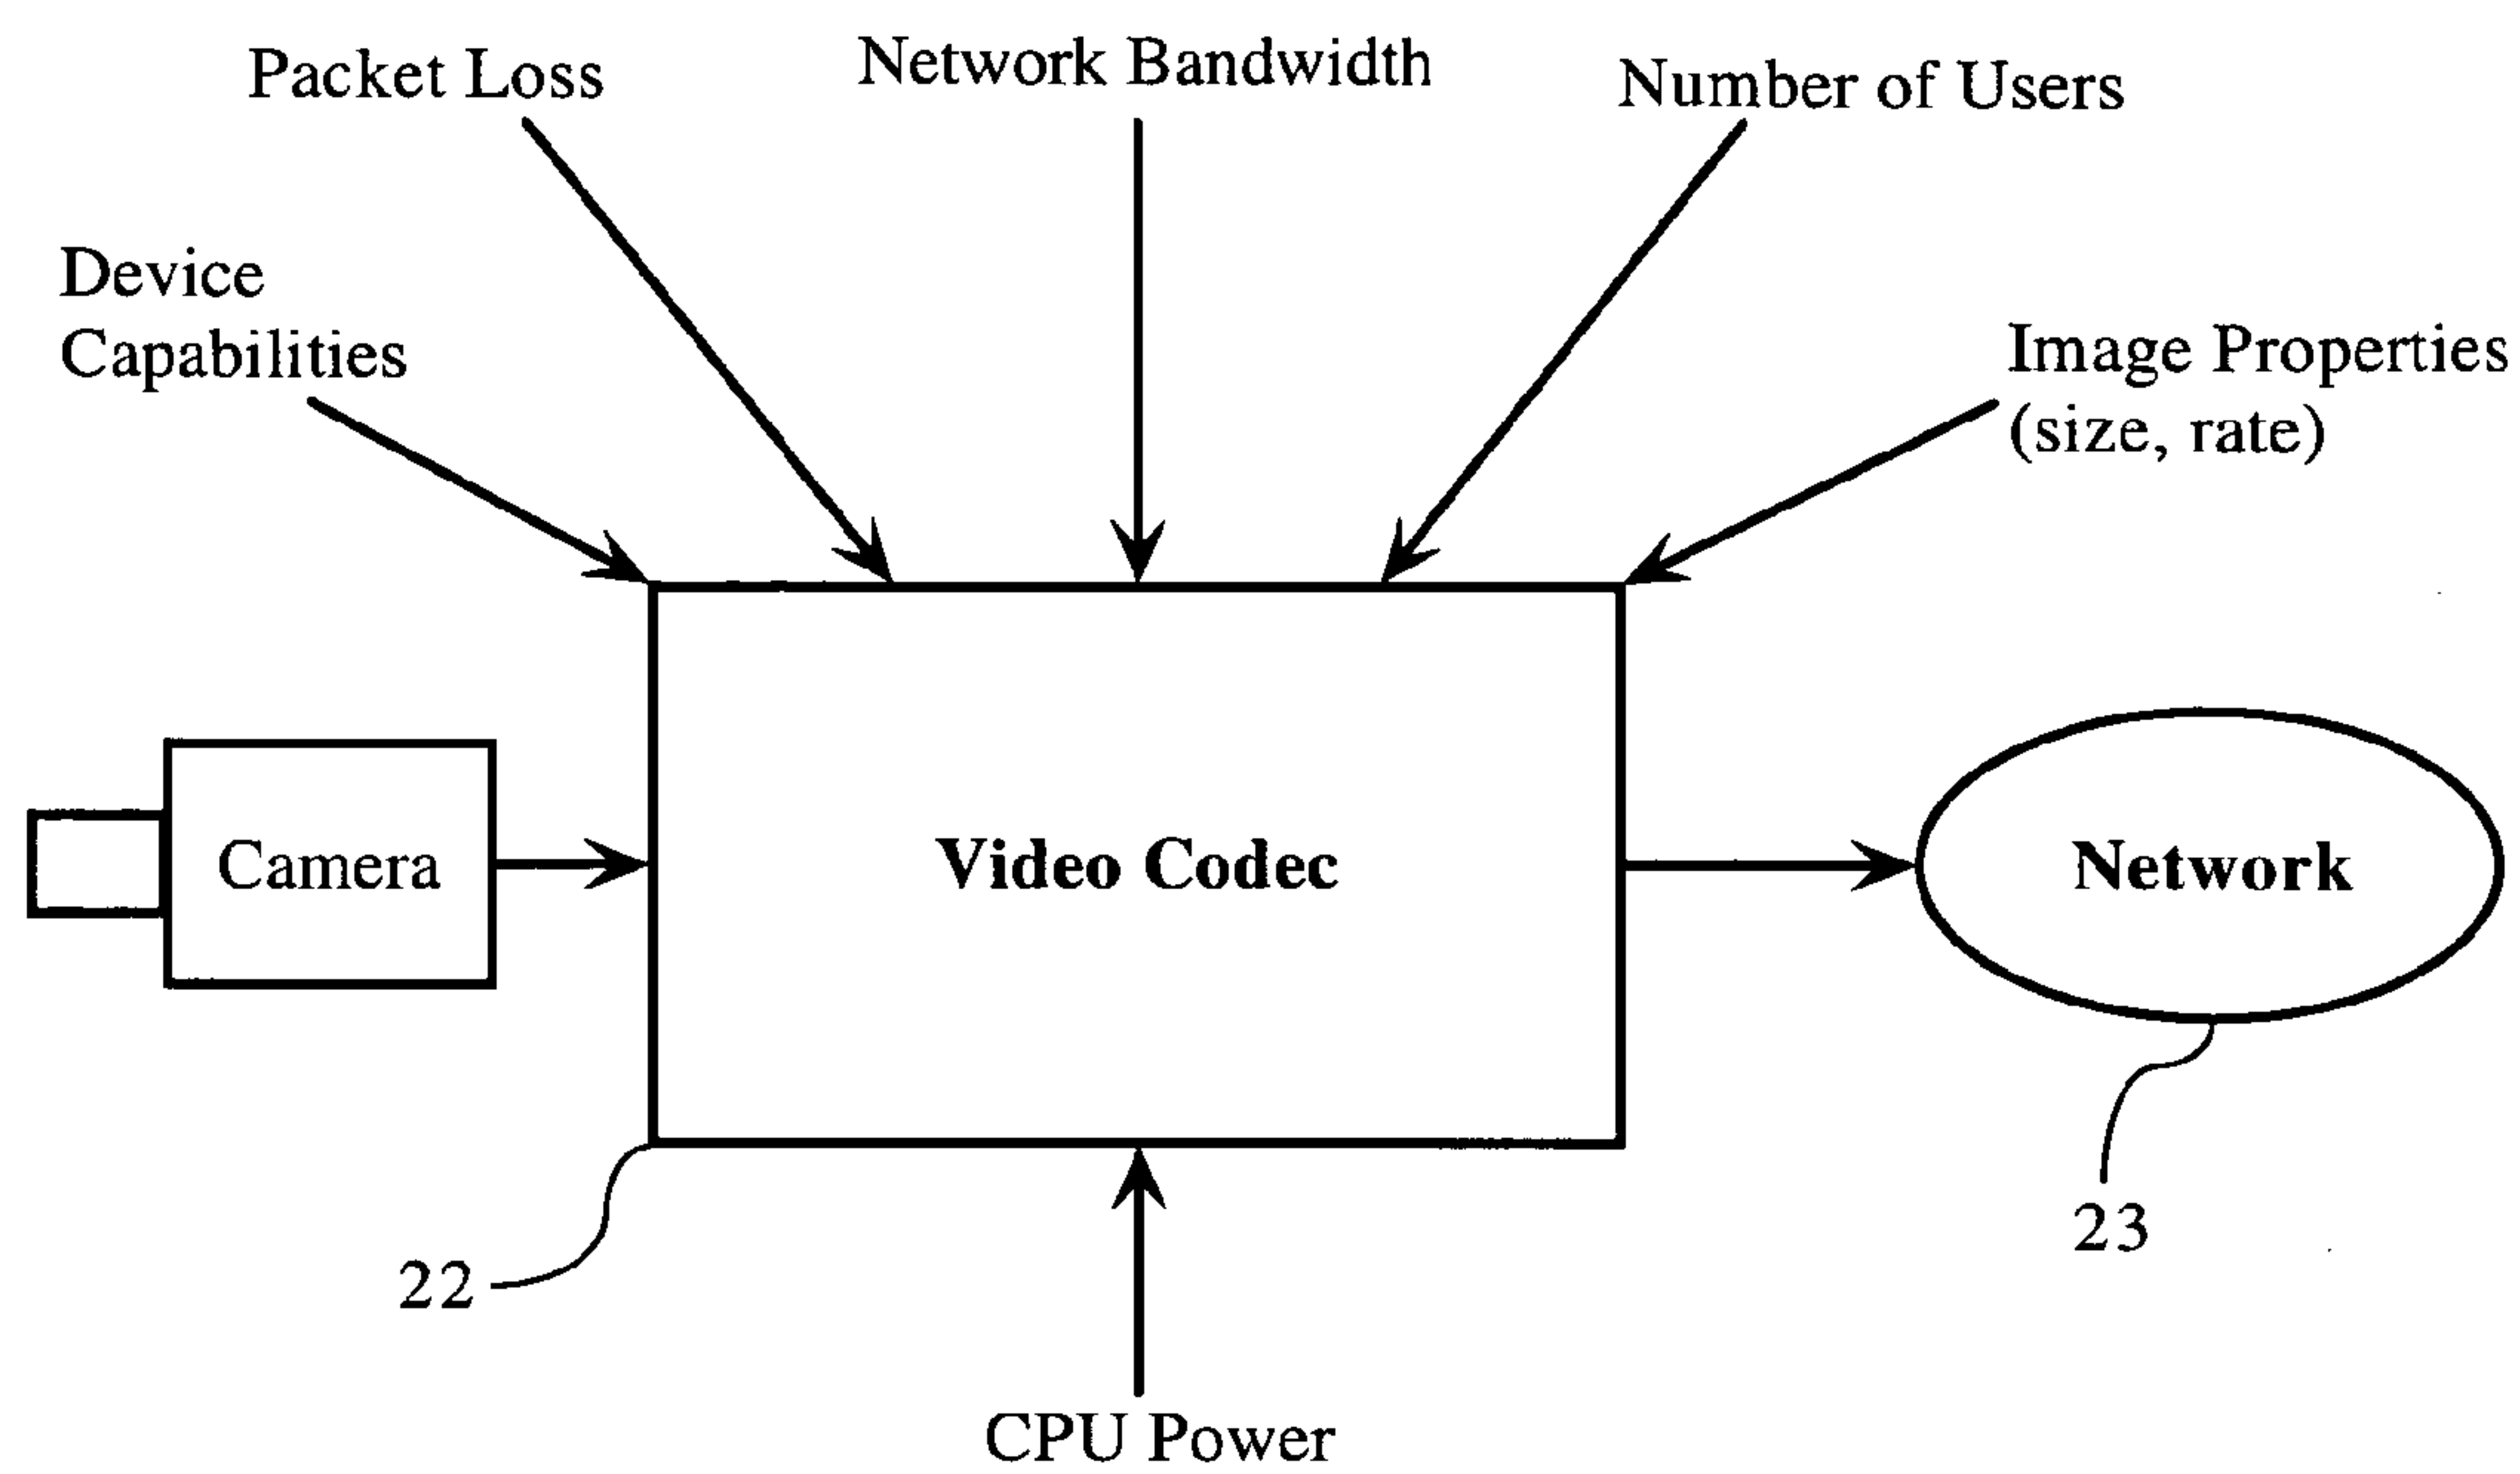 Packet Loss
Network Bandwidth
Number of Users
Device
Capabilities
Image Properties
(size, rate)
Camera
Video Codec
Network
23
22
CPU Power